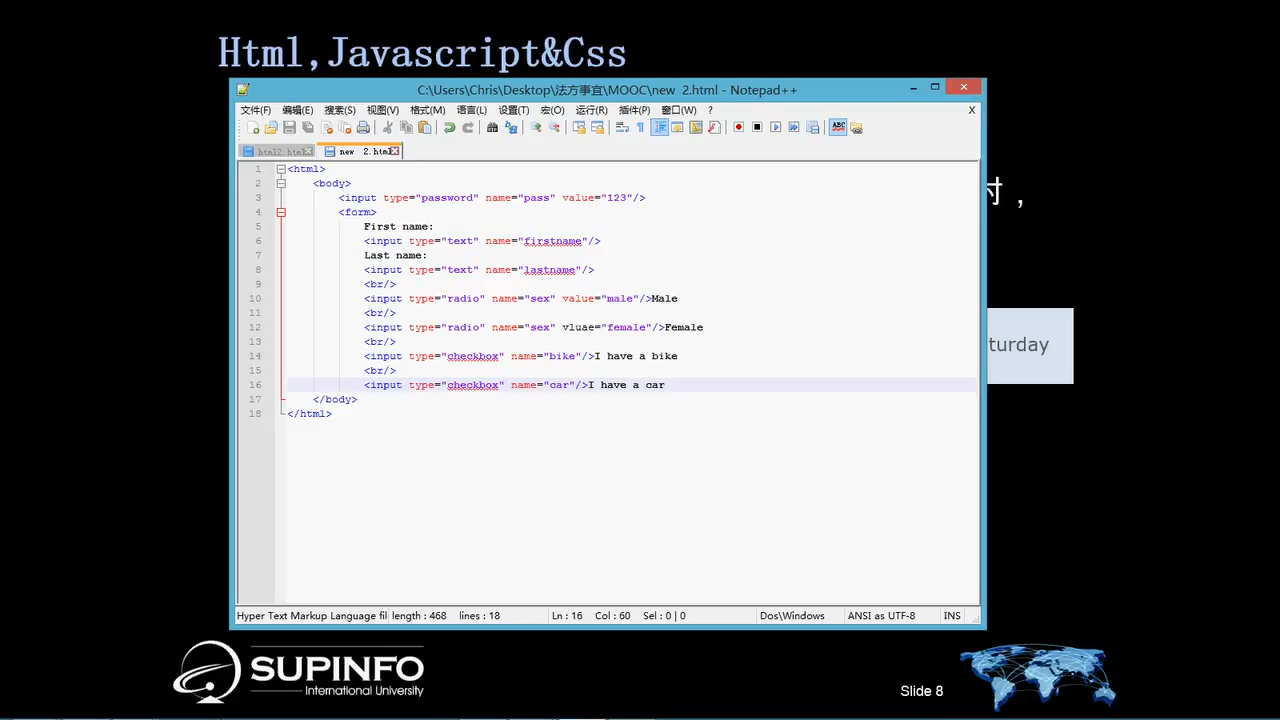 Html,Javascript&Css
C:\Users\Chris\Desktop\法方事宜\MOOC\new  2.html - Notepad++
文件(F) 编辑(E) 搜索(S) 视图(V) 格式(M) 语言(L) 设置(T) 宏(O) 运行(R) 插件(P) 窗口(W) ? X
html2.html new  2.html
1 <html>
2 <body>
3 <input type="password" name="pass" value="123"/>
4 <form>
5 First name:
6 <input type="text" name="firstname"/>
7 Last name:
8 <input type="text" name="lastname"/>
9 <br/>
10 <input type="radio" name="sex" value="male"/>Male
11 <br/>
12 <input type="radio" name="sex" vluae="female"/>Female
13 <br/>
14 <input type="checkbox" name="bike"/>I have a bike
15 <br/>
16 <input type="checkbox" name="car"/>I have a car
17 </body>
18 </html>
时，
turday
Hyper Text Markup Language fil length : 468 lines : 18 Ln : 16 Col : 60 Sel : 0 | 0 Dos\Windows ANSI as UTF-8 INS
SUPINFO
International University
Slide 8